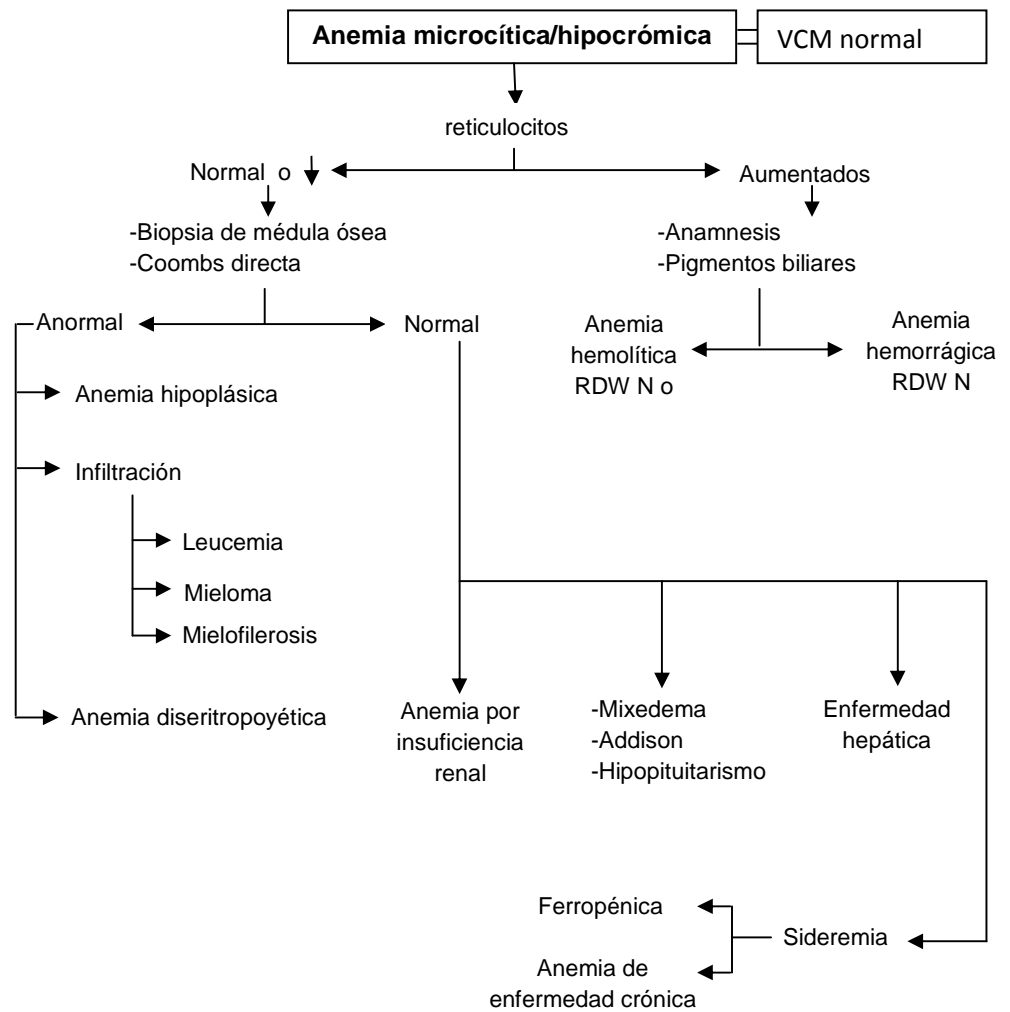 Anemia microcítica/hipocrómica
VCM normal
reticulocitos
Normal o
Aumentados
-Biopsia de médula ósea
-Coombs directa
-Anamnesis
-Pigmentos biliares
Anormal
Normal
Anemia
hemolítica
RDW N o
Anemia
hemorrágica
RDW N
Anemia hipoplásica
Infiltración
Leucemia
Mieloma
Mielofilerosis
Anemia diseritropoyética
Anemia por
insuficiencia
renal
-Mixedema
-Addison
-Hipopituitarismo
Enfermedad
hepática
Ferropénica
Sideremia
Anemia de
enfermedad crónica